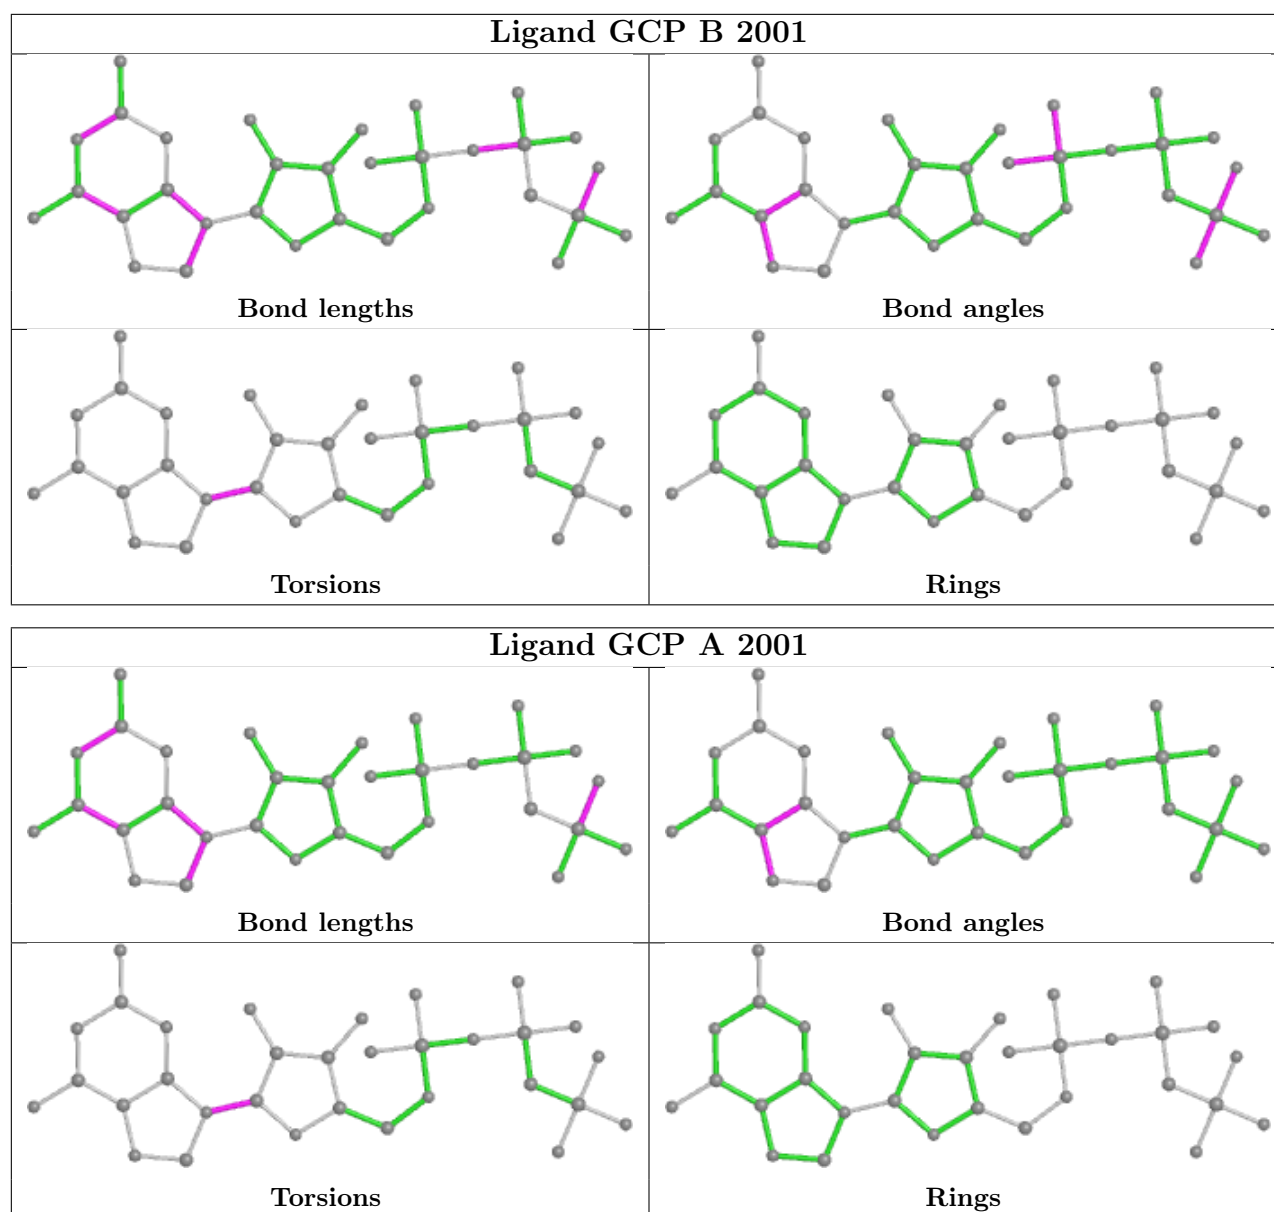 Ligand GCP B 2001
Bond lengths
Bond angles
Torsions
Rings
Ligand GCP A 2001
Bond lengths
Bond angles
Torsions
Rings